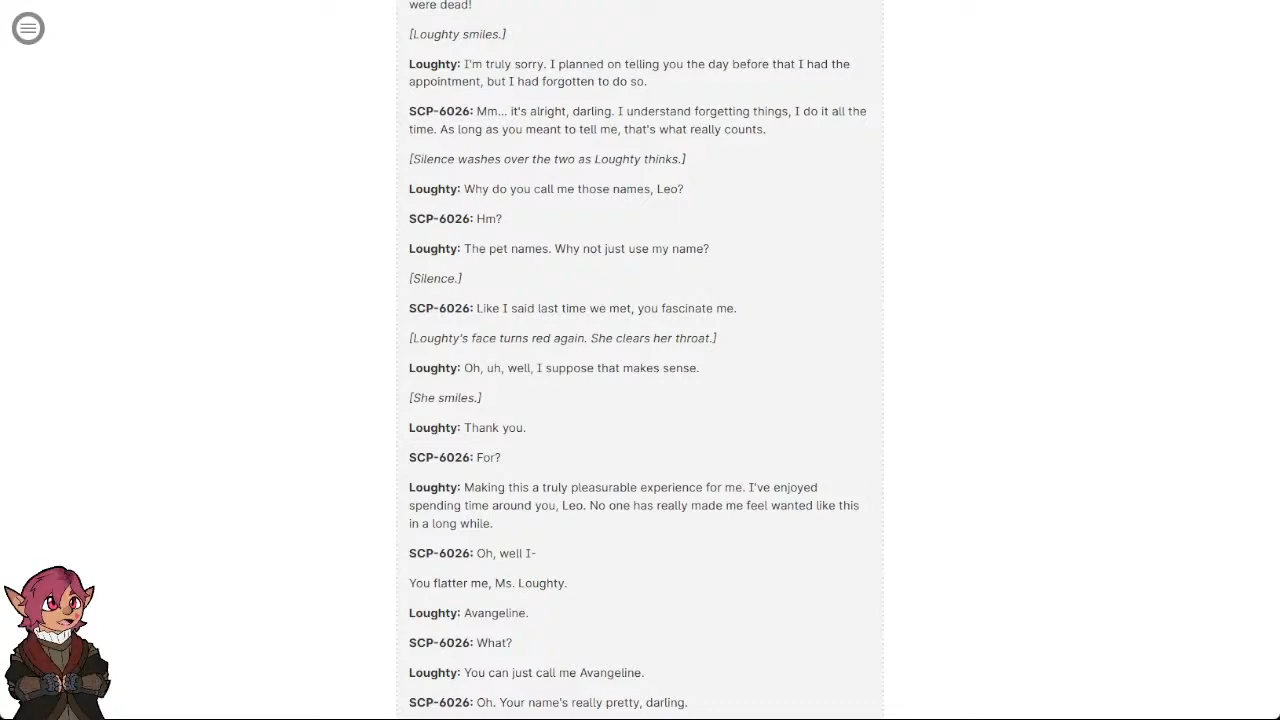 were dead!
[Loughty sighes.]
Loughty: I'm truly sorry. I planned on telling you the day before that I had the
appointment, but I had forgotten to do so.
SCP-6026: Hm… it's alright, darling. I understand forgetting things, I do it all the
time. As long as you meant to tell me, that's what really counts.
[Silence washes over the two as Loughty thinks.]
Loughty: Why do you call me those names, Leo?
SCP-6026: Hm?
Loughty: The pet names. Why not just use my name?
[Silence.]
SCP-6026: Like I said last time we met, you fascinate me.
[Loughty's face turns red again. She clears her throat.]
Loughty: Oh, uh, well, I suppose that makes sense.
[She smiles.]
Loughty: Thank you.
SCP-6026: For?
Loughty: Making this a truly pleasurable experience for me. I've enjoyed
spending time around you, Leo. No one has really made me feel wanted like this
in a long while.
SCP-6026: Oh, well I-
You flatter me, Ms. Loughty.
Loughty: Avangeline.
SCP-6026: What?
Loughty: You can just call me Avangeline.
SCP-6026: Oh. Your name's really pretty, darling.